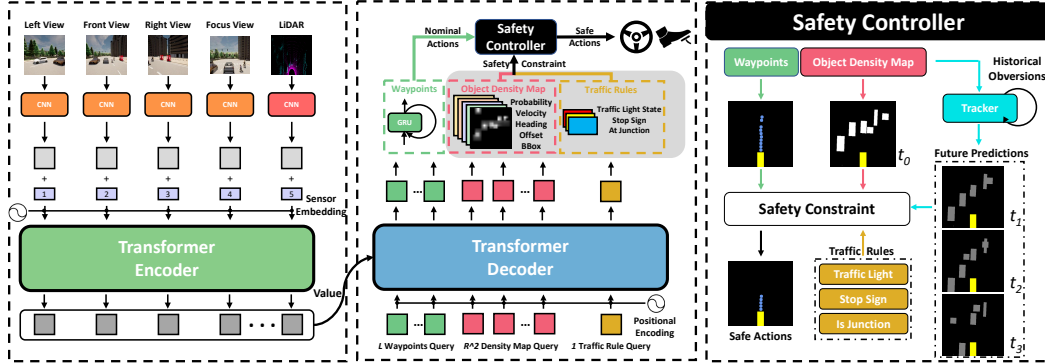 Left View
Front View
Right View
Focus View
LiDAR
CNN
CNN
CNN
CNN
CNN
+
+
+
+
+
1
2
3
4
5
Sensor
Embedding
Transformer
Encoder
Value
Nominal
Actions
Safety
Controller
Safe
Actions
Safety
Constraint
Waypoints
GRU
Object Density Map
Probability
Velocity
Heading
Offset
BBox
Traffic Rules
Traffic Light State
Stop Sign
At Junction
...
...
Transformer
Decoder
...
...
Positional
Encoding
L Waypoints Query
R^2 Density Map Query
1 Traffic Rule Query
Safety Controller
Waypoints
Object Density Map
Historical
Obversions
Tracker
t0
Future Predictions
Safety Constraint
t1
Traffic Rules
Traffic Light
Stop Sign
Is Junction
t2
t3
Safe Actions